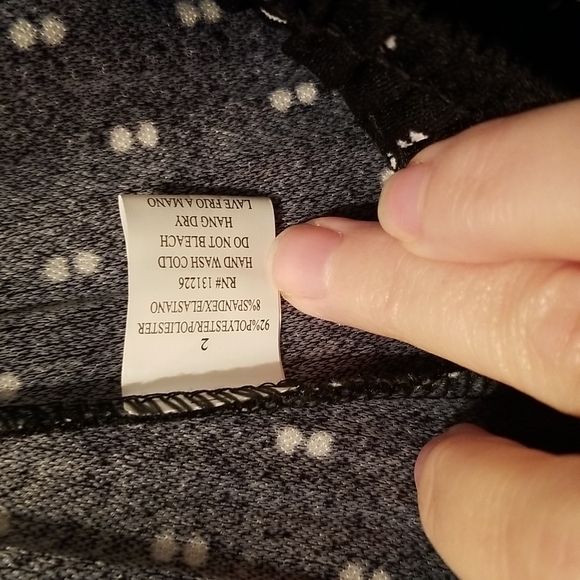 2
92%POLYESTER/POLIESTER
8%SPANDEX/ELASTANO
RN# 131226
HAND WASH COLD
DO NOT BLEACH
HANG DRY
LAVE FRIO A MANO